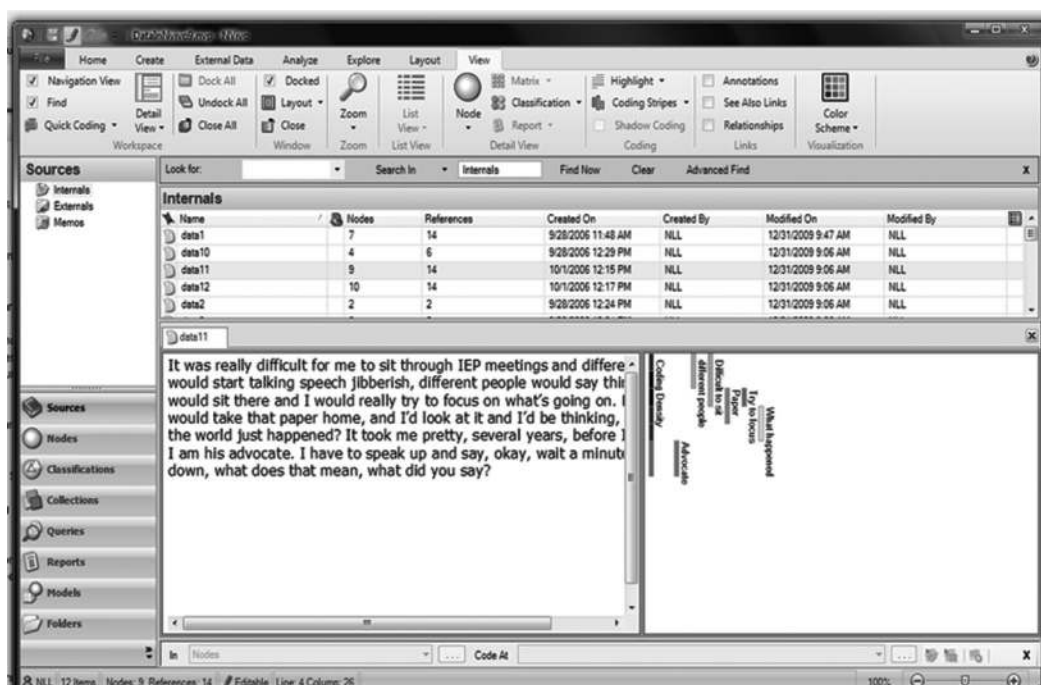 DataInNvivo9.nvp - NVivo
File Home Create External Data Analyze Explore Layout View
Navigation View Dock All Docked Matrix Highlight Annotations
Find Undock All Layout Classification Coding Stripes See Also Links
Quick Coding Detail View Close All Close Zoom List View Node Report Shadow Coding Relationships Color Scheme
Workspace Window Zoom List View Detail View Coding Links Visualization
Sources
Internals
Externals
Memos
Look for: Search In Internals Find Now Clear Advanced Find X
Internals
Name Nodes References Created On Created By Modified On Modified By
data1 7 14 9/28/2006 11:48 AM NLL 12/31/2009 9:47 AM NLL
data10 4 6 9/28/2006 12:29 PM NLL 12/31/2009 9:06 AM NLL
data11 9 14 10/1/2006 12:15 PM NLL 12/31/2009 9:06 AM NLL
data12 10 14 10/1/2006 12:17 PM NLL 12/31/2009 9:06 AM NLL
data2 2 2 9/28/2006 12:24 PM NLL 12/31/2009 9:06 AM NLL
data11
It was really difficult for me to sit through IEP meetings and differe
would start talking speech jibberish, different people would say thin
would sit there and I would really try to focus on what's going on.
would take that paper home, and I'd look at it and I'd be thinking,
the world just happened? It took me pretty, several years, before I
I am his advocate. I have to speak up and say, okay, wait a minute
down, what does that mean, what did you say?
Coding Density
Advocate
different people
Difficult to sit
Paper
Try to focus
What happened
Sources
Nodes
Classifications
Collections
Queries
Reports
Models
Folders
In Nodes ... Code At ... X
NLL 12 Items Nodes: 9 References: 14 Editable Line: 4 Column: 26 100%